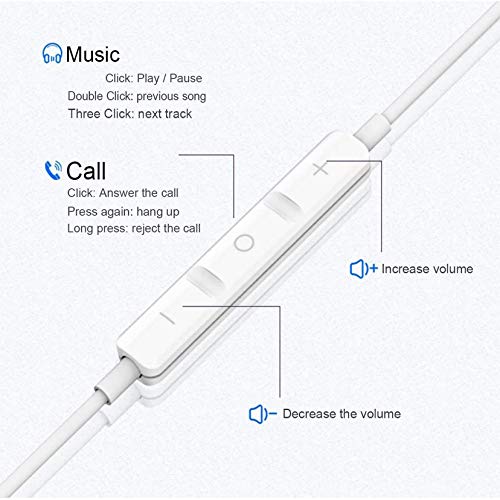 Music
Click: Play / Pause
Double Click: previous song
Three Click: next track
Call
Click: Answer the call
Press again: hang up
Long press: reject the call
+
+ Increase volume
−
- Decrease the volume